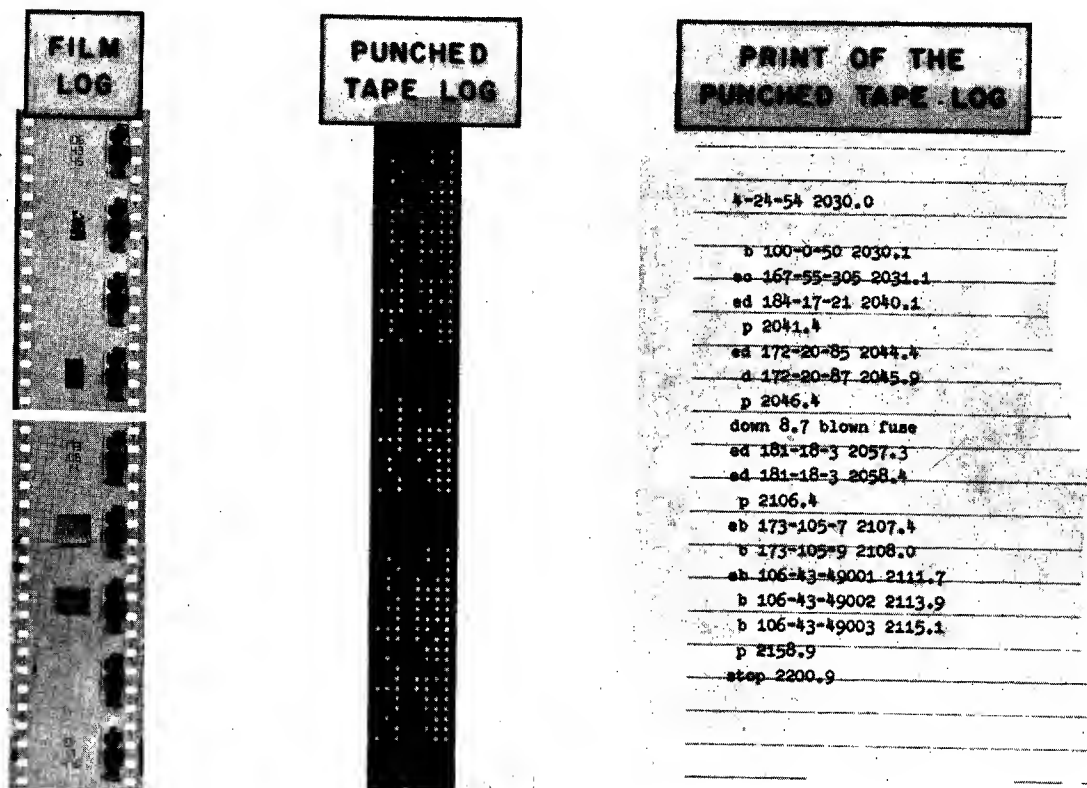 FILM
LOG
PUNCHED
TAPE LOG
PRINT OF THE
PUNCHED TAPE LOG
4-24-54 2030.0
b 100-0-50 2030.1
167-55-305 2031.1
ed 184-17-21 2040.1
p 2041.4
ed 172-20-85 2044.4
d 172-20-87 2045.9
p 2046.4
down 8.7 blown fuse
ed 181-18-3 2057.3
ed 181-18-3 2058.4
p 2106.4
eb 173-105-7 2107.4
b 173-105-9 2108.0
eb 106-43-49001 2111.7
b 106-43-49002 2113.9
b 106-43-49003 2115.1
p 2158.9
stop 2200.9